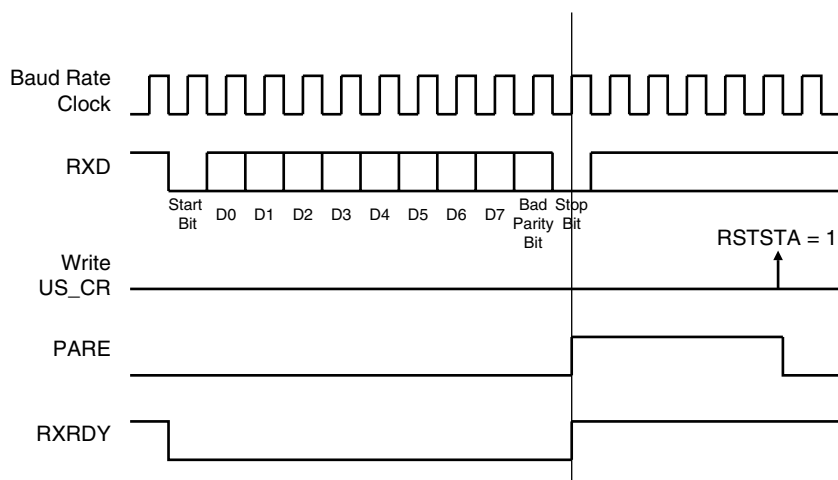 Baud Rate
Clock
RXD
Start
Bit
D0
D1
D2
D3
D4
D5
D6
D7
Bad
Parity
Bit
Stop
Bit
RSTSTA = 1
Write
US_CR
PARE
RXRDY